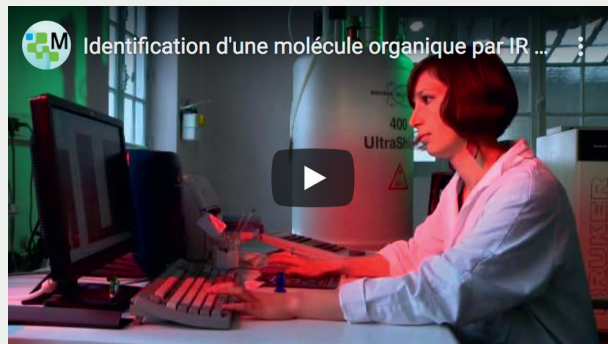 M
Identification d'une molécule organique par IR ...
400
UltraSh
BRUKER